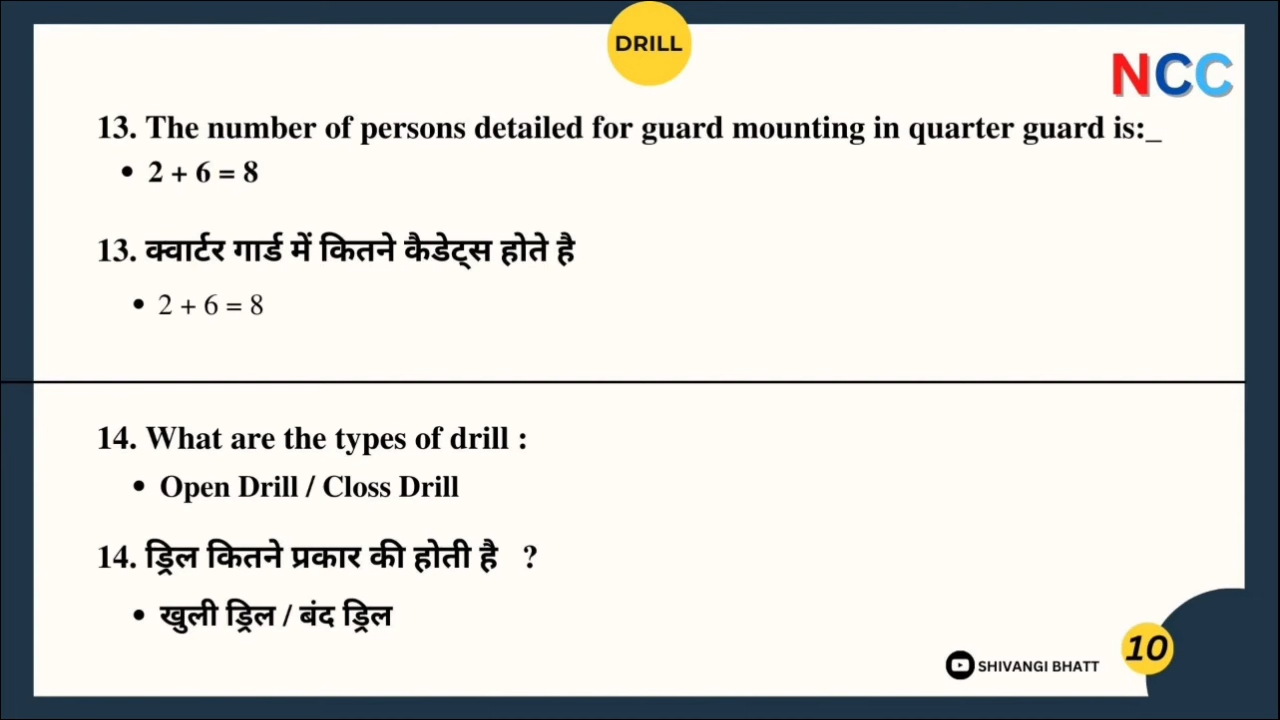 DRILL
NCC
13. The number of persons detailed for guard mounting in quarter guard is:_
• 2 + 6 = 8
13. क्वार्टर गार्ड में कितने कैडेट्स होते है
• 2 + 6 = 8
14. What are the types of drill :
• Open Drill / Closs Drill
14. ड्रिल कितने प्रकार की होती है ?
• खुली ड्रिल / बंद ड्रिल
SHIVANGI BHATT
10